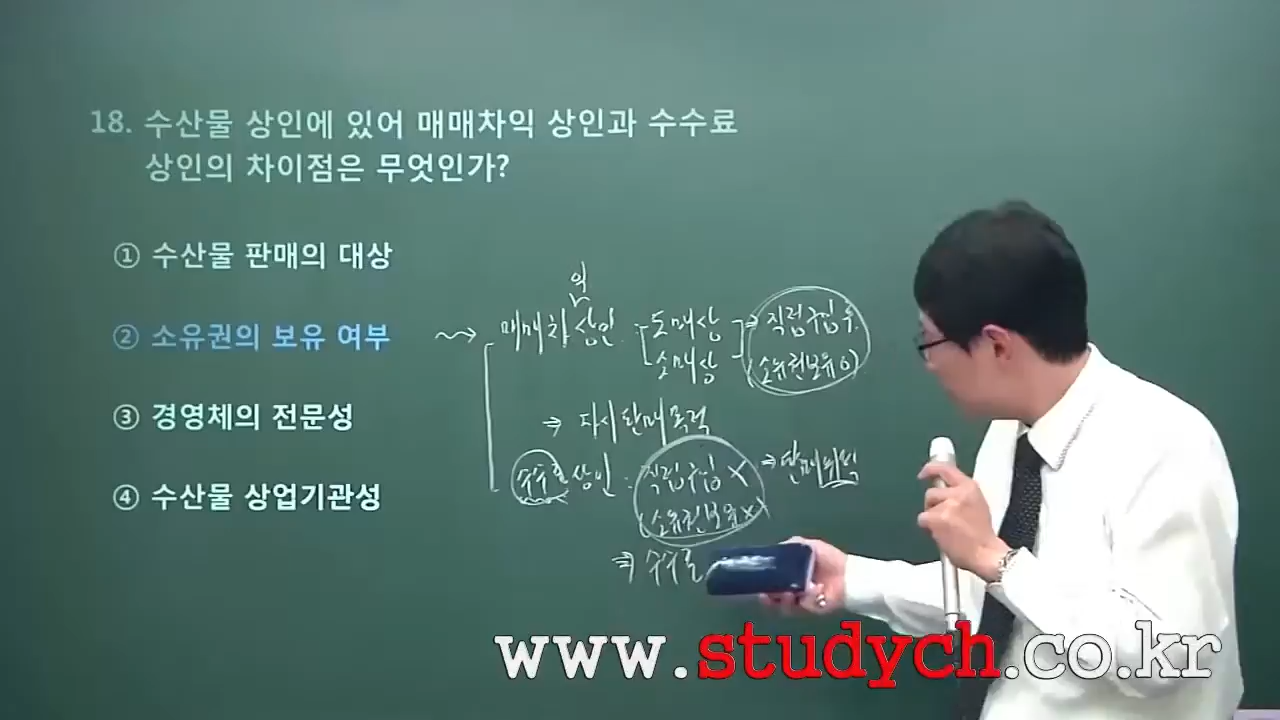 18. 수산물 상인에 있어 매매차익 상인과 수수료
상인의 차이점은 무엇인가?
① 수산물 판매의 대상
② 소유권의 보유 여부
③ 경영체의 전문성
④ 수산물 상업기관성
익
매매차 상인 : 도매상 ⇒ 직접구입 후
소매상 (소유권보유 O)
⇒ 다시 판매 목적
수수료 상인 : 직접구입 X ⇒ 판매위탁
(소유권보유 X)
⇒ 수수료
www.studych.co.kr